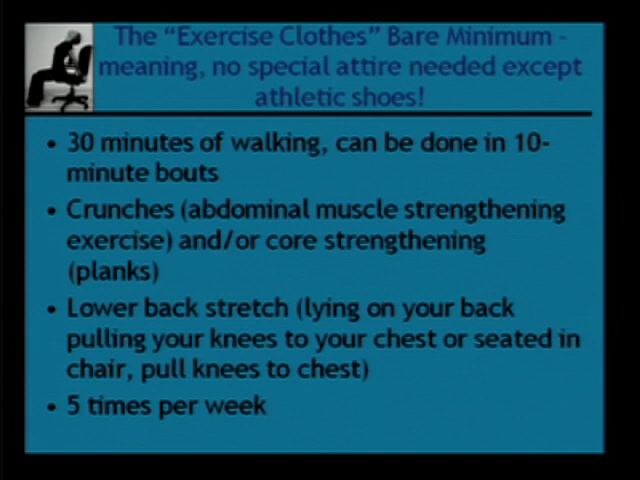 The “Exercise Clothes” Bare Minimum -
meaning, no special attire needed except
athletic shoes!
• 30 minutes of walking, can be done in 10-
minute bouts
• Crunches (abdominal muscle strengthening
exercise) and/or core strengthening
(planks)
• Lower back stretch (lying on your back
pulling your knees to your chest or seated in
chair, pull knees to chest)
• 5 times per week